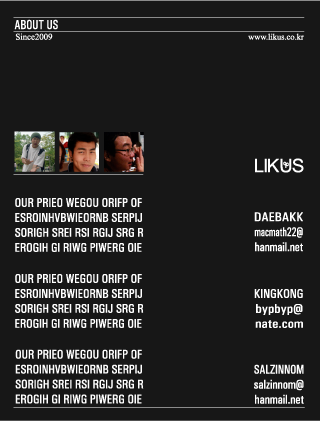 ABOUT US
Since2009 www.likus.co.kr
LIKUS
OUR PRIEO WEGOU ORIFP OF
ESROINHVBWIEORNB SERPIJ
SORIGH SREI RSI RGIJ SRG R
EROGIH GI RIWG PIWERG OIE
DAEBAKK
macmath22@
hanmail.net
OUR PRIEO WEGOU ORIFP OF
ESROINHVBWIEORNB SERPIJ
SORIGH SREI RSI RGIJ SRG R
EROGIH GI RIWG PIWERG OIE
KINGKONG
bypbyp@
nate.com
OUR PRIEO WEGOU ORIFP OF
ESROINHVBWIEORNB SERPIJ
SORIGH SREI RSI RGIJ SRG R
EROGIH GI RIWG PIWERG OIE
SALZINNOM
salzinnom@
hanmail.net